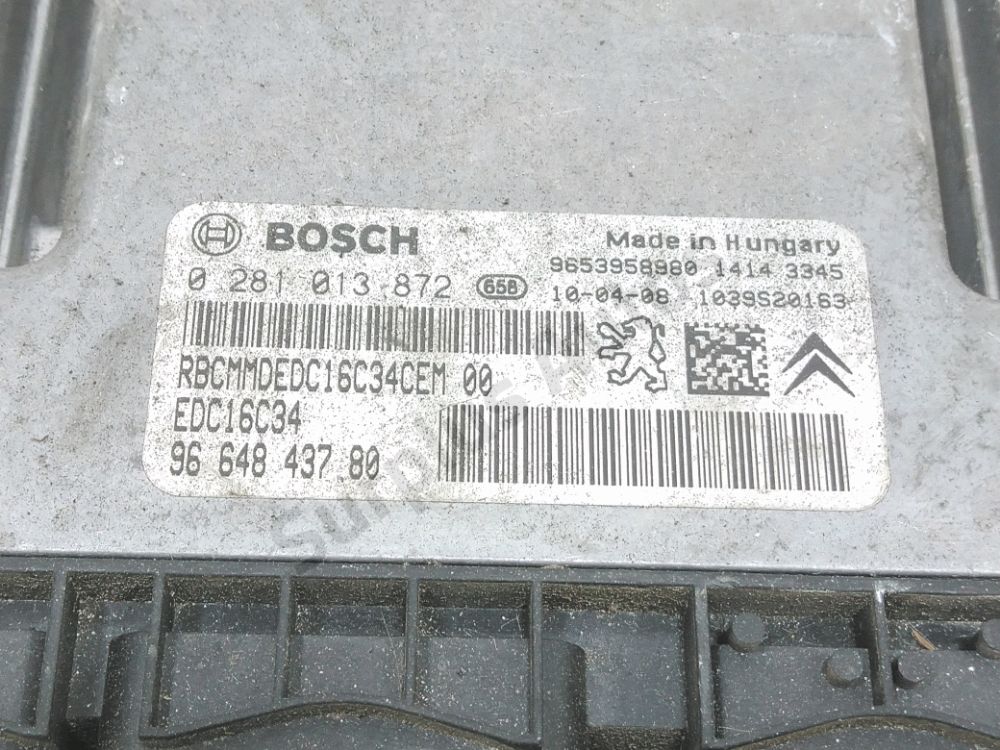 BOSCH
Made in Hungary
9653958980 1414 3345
0 281 013 872 65B 10-04-08 1039S20163
RBCMMDEDC16C34CEM 00
EDC16C34
96 648 437 80